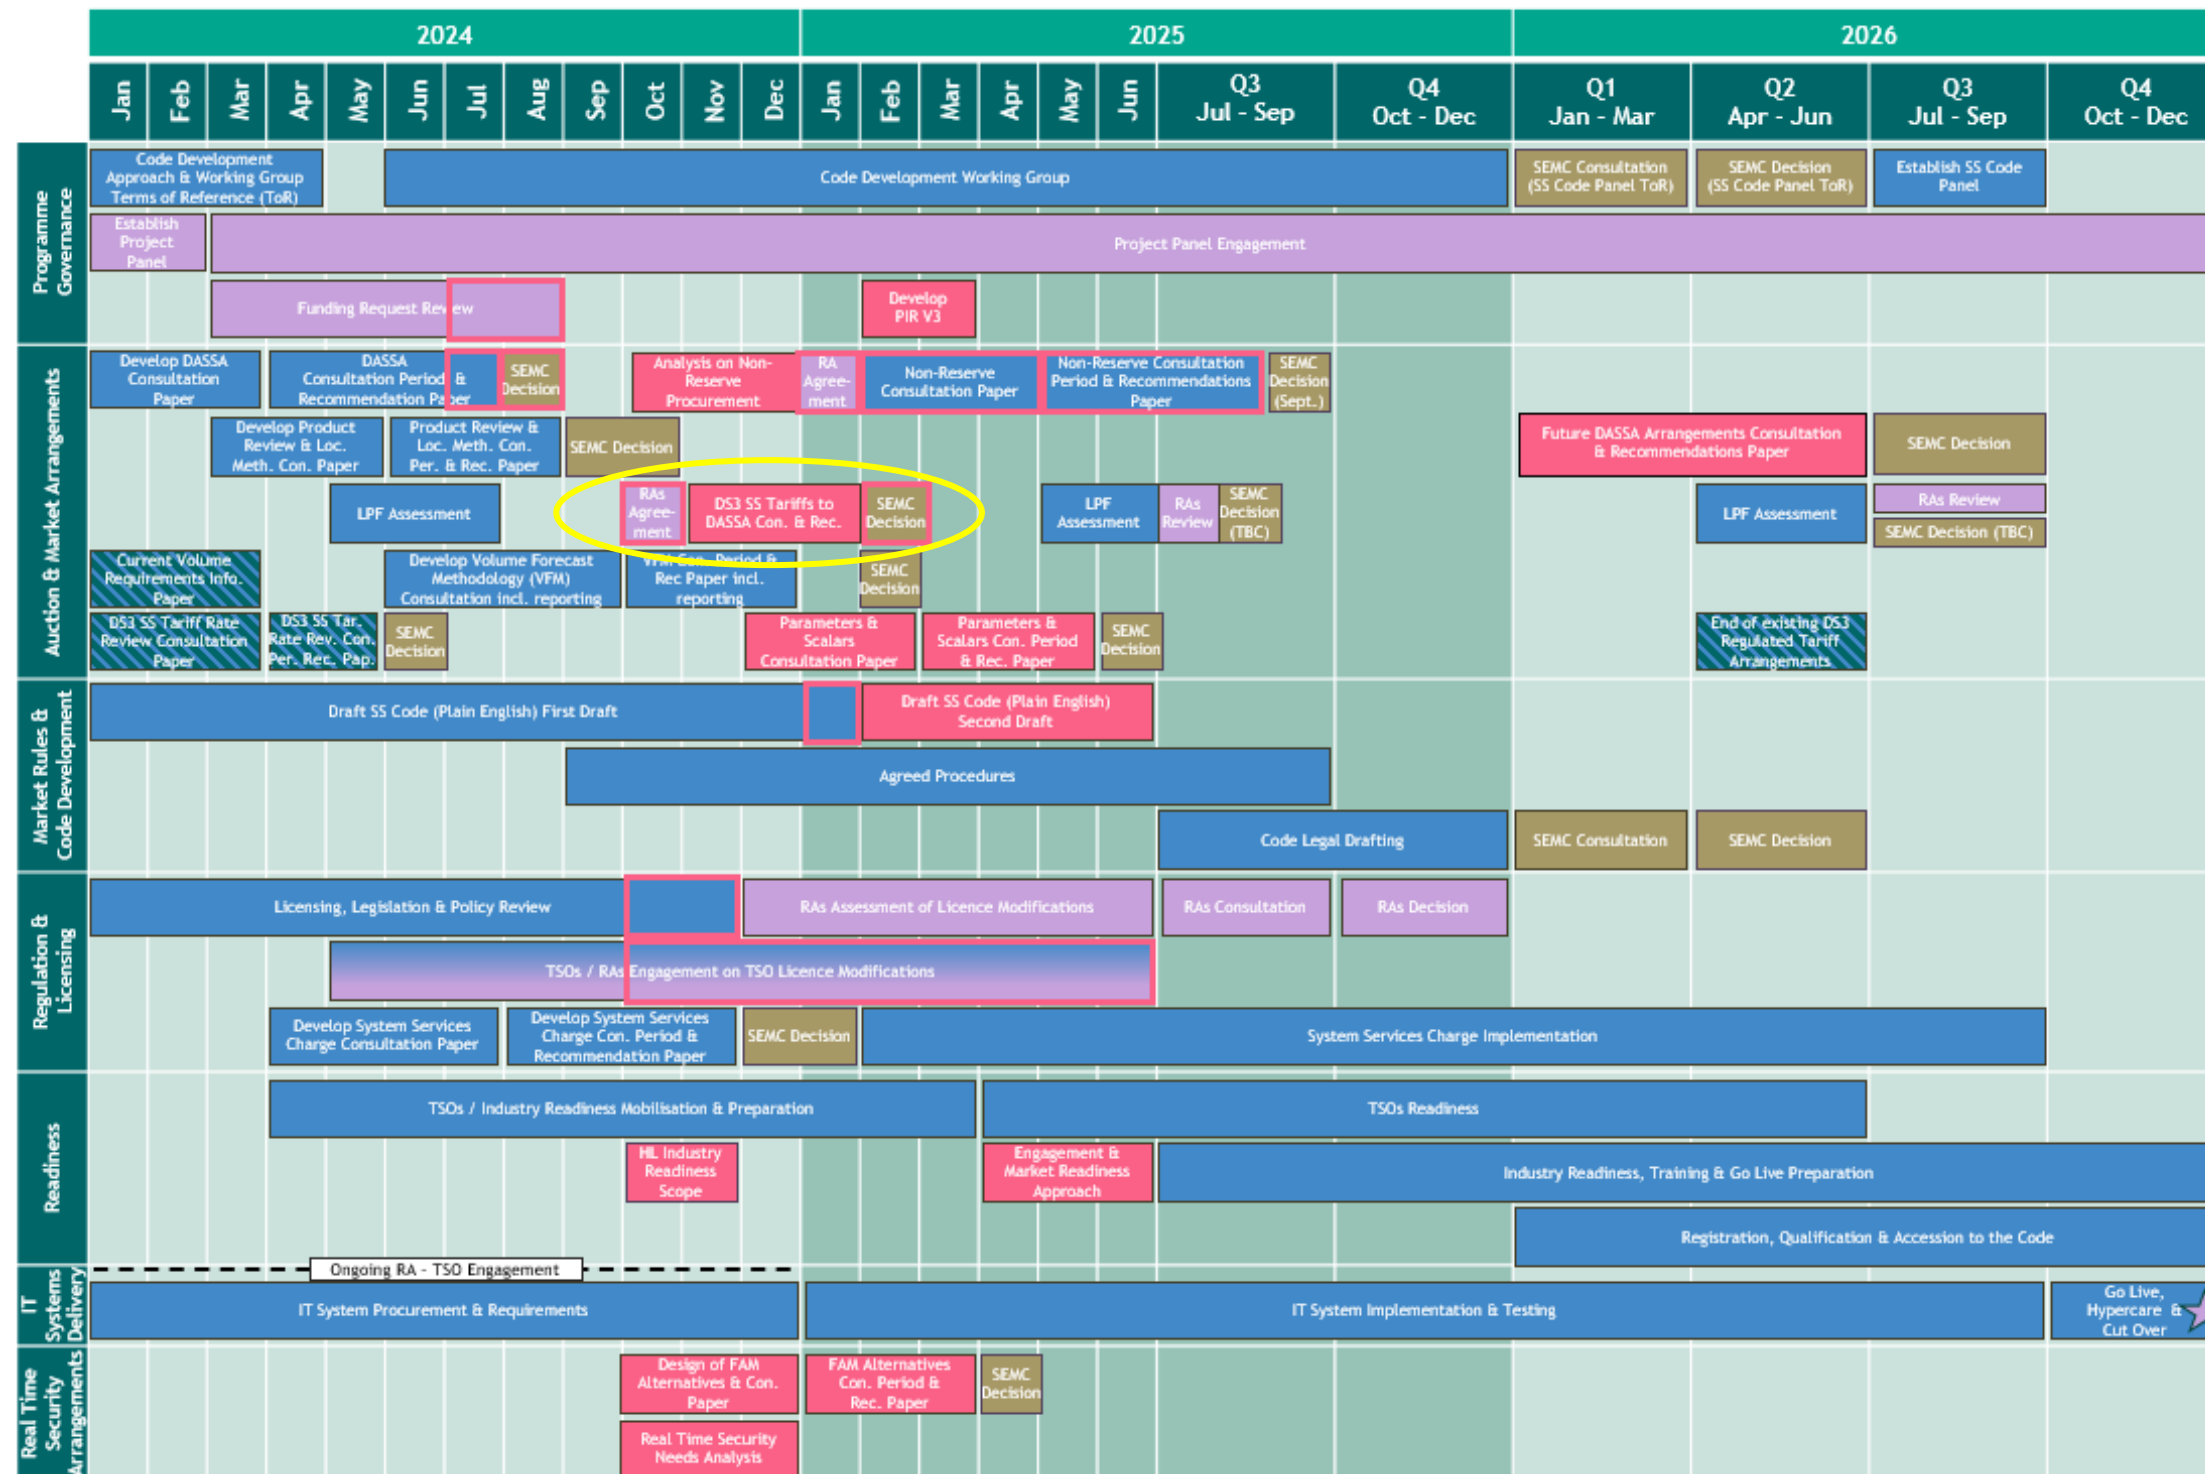 2024
2025
2026
Jan
Feb
Mar
Apr
May
Jun
Jul
Aug
Sep
Oct
Nov
Dec
Jan
Feb
Mar
Apr
May
Jun
Q3
Jul - Sep
Q4
Oct - Dec
Q1
Jan - Mar
Q2
Apr - Jun
Q3
Jul - Sep
Q4
Oct - Dec
Programme
Governance
Code Development
Approach & Working Group
Terms of Reference (ToR)
Code Development Working Group
SEMC Consultation
(SS Code Panel ToR)
SEMC Decision
(SS Code Panel ToR)
Establish SS Code
Panel
Establish
Project
Panel
Project Panel Engagement
Funding Request Review
Develop
PIR V3
Auction & Market Arrangements
Develop DASSA
Consultation
Paper
DASSA
Consultation Period &
Recommendation Paper
SEMC
Decision
Analysis on Non-
Reserve
Procurement
RA
Agree-
ment
Non-Reserve
Consultation Paper
Non-Reserve Consultation
Period & Recommendations
Paper
SEMC
Decision
(Sept.)
Develop Product
Review & Loc.
Meth. Con. Paper
Product Review &
Loc. Meth. Con.
Per. & Rec. Paper
SEMC Decision
Future DASSA Arrangements Consultation
& Recommendations Paper
SEMC Decision
LPF Assessment
RAs
Agree-
ment
DS3 SS Tariffs to
DASSA Con. & Rec.
SEMC
Decision
LPF
Assessment
RAs
Review
SEMC
Decision
(TBC)
LPF Assessment
RAs Review
SEMC Decision (TBC)
Current Volume
Requirements Info.
Paper
Develop Volume Forecast
Methodology (VFM)
Consultation incl. reporting
VFM Con. Period &
Rec Paper incl.
reporting
SEMC
Decision
DS3 SS Tariff Rate
Review Consultation
Paper
DS3 SS Tar.
Rate Rev. Con.
Per. Rec. Pap.
SEMC
Decision
Parameters &
Scalars
Consultation Paper
Parameters &
Scalars Con. Period
& Rec. Paper
SEMC
Decision
End of existing DS3
Regulated Tariff
Arrangements
Market Rules &
Code Development
Draft SS Code (Plain English) First Draft
Draft SS Code (Plain English)
Second Draft
Agreed Procedures
Code Legal Drafting
SEMC Consultation
SEMC Decision
Regulation &
Licensing
Licensing, Legislation & Policy Review
RAs Assessment of Licence Modifications
RAs Consultation
RAs Decision
TSOs / RAs Engagement on TSO Licence Modifications
Develop System Services
Charge Consultation Paper
Develop System Services
Charge Con. Period &
Recommendation Paper
SEMC Decision
System Services Charge Implementation
Readiness
TSOs / Industry Readiness Mobilisation & Preparation
TSOs Readiness
HL Industry
Readiness
Scope
Engagement &
Market Readiness
Approach
Industry Readiness, Training & Go Live Preparation
Registration, Qualification & Accession to the Code
Ongoing RA - TSO Engagement
IT
Systems
Delivery
IT System Procurement & Requirements
IT System Implementation & Testing
Go Live,
Hypercare &
Cut Over
Real Time
Security
Arrangements
Design of FAM
Alternatives & Con.
Paper
FAM Alternatives
Con. Period &
Rec. Paper
SEMC
Decision
Real Time Security
Needs Analysis